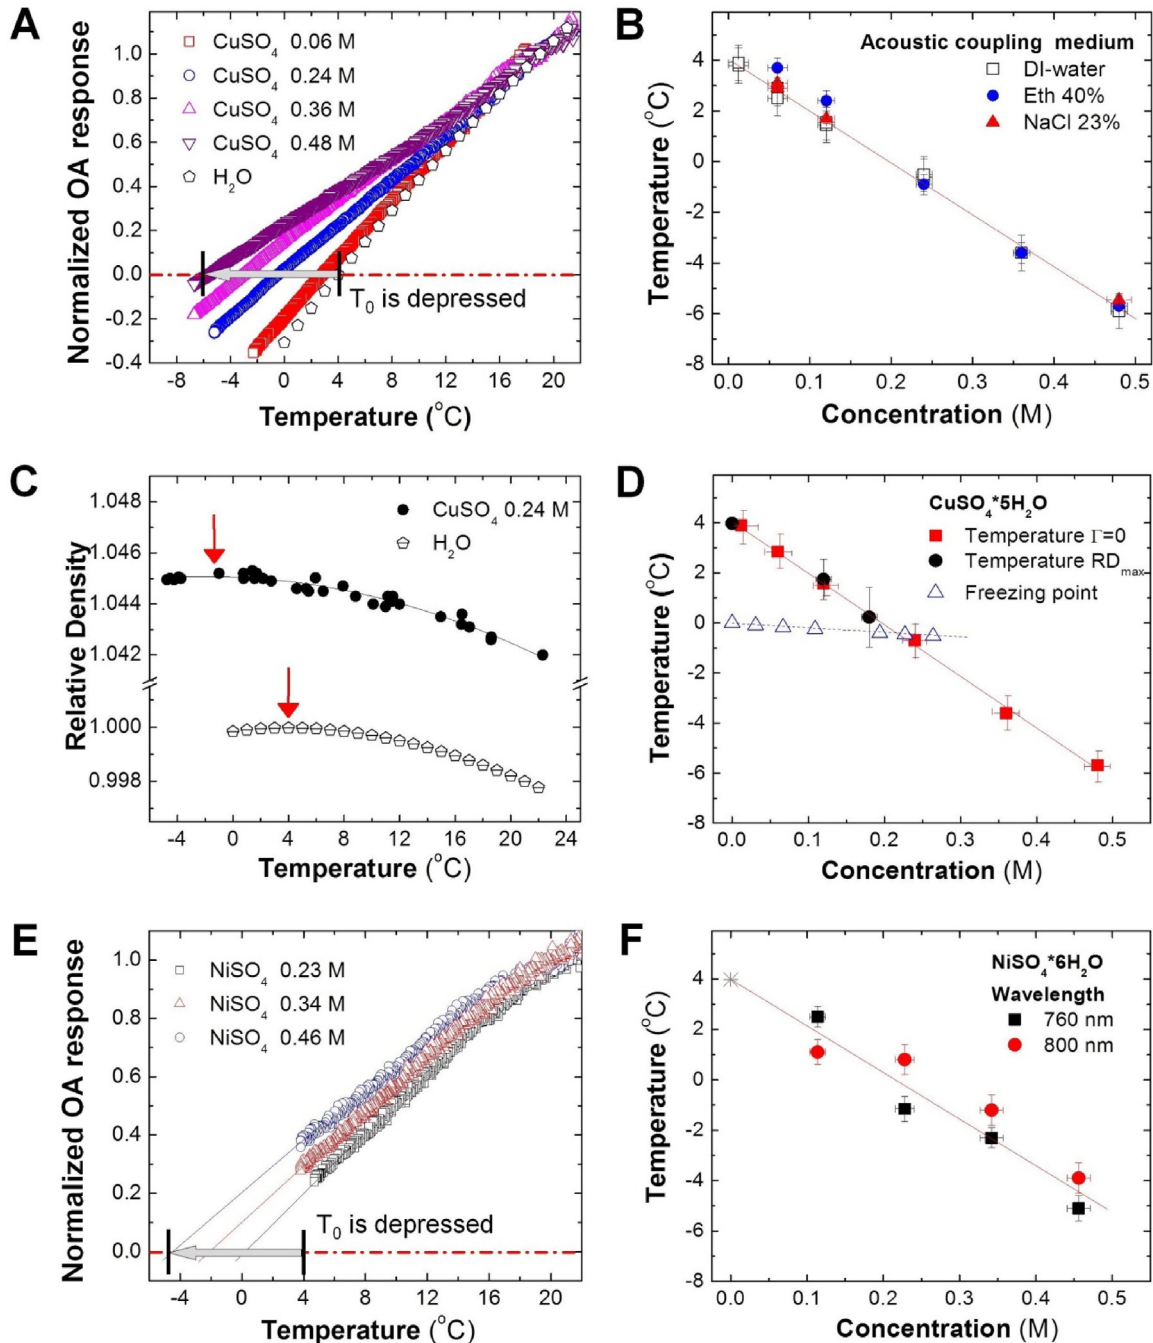 A
Normalized OA response
1.0
0.8
0.6
0.4
0.2
0.0
-0.2
-0.4
CuSO₄ 0.06 M
CuSO₄ 0.24 M
CuSO₄ 0.36 M
CuSO₄ 0.48 M
H₂O
T₀ is depressed
-8 -4 0 4 8 12 16 20
Temperature (°C)
B
Temperature (°C)
6
4
2
0
-2
-4
-6
-8
Acoustic coupling medium
DI-water
Eth 40%
NaCl 23%
0.0 0.1 0.2 0.3 0.4 0.5
Concentration (M)
C
Relative Density
1.048
1.046
1.044
1.042
1.000
0.998
CuSO₄ 0.24 M
H₂O
-4 0 4 8 12 16 20 24
Temperature (°C)
D
Temperature (°C)
6
4
2
0
-2
-4
-6
-8
CuSO₄*5H₂O
Temperature Γ=0
Temperature RDmax
Freezing point
0.0 0.1 0.2 0.3 0.4 0.5
Concentration (M)
E
Normalized OA response
1.0
0.8
0.6
0.4
0.2
0.0
NiSO₄ 0.23 M
NiSO₄ 0.34 M
NiSO₄ 0.46 M
T₀ is depressed
-4 0 4 8 12 16 20
Temperature (°C)
F
Temperature (°C)
6
4
2
0
-2
-4
-6
-8
NiSO₄*6H₂O
Wavelength
760 nm
800 nm
0.0 0.1 0.2 0.3 0.4 0.5
Concentration (M)